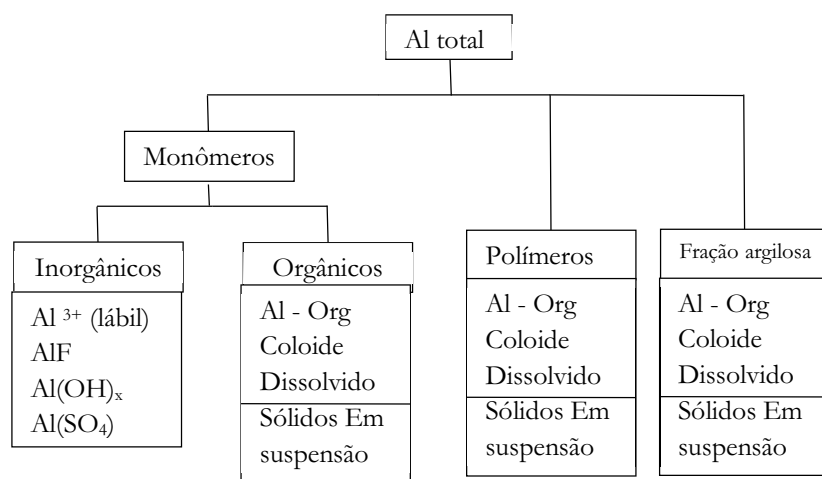 Al total
Monômeros
Inorgânicos
Al ³⁺ (lábil)
AlF
Al(OH)ₓ
Al(SO₄)
Orgânicos
Al - Org
Coloide
Dissolvido
Sólidos Em
suspensão
Polímeros
Al - Org
Coloide
Dissolvido
Sólidos Em
suspensão
Fração argilosa
Al - Org
Coloide
Dissolvido
Sólidos Em
suspensão